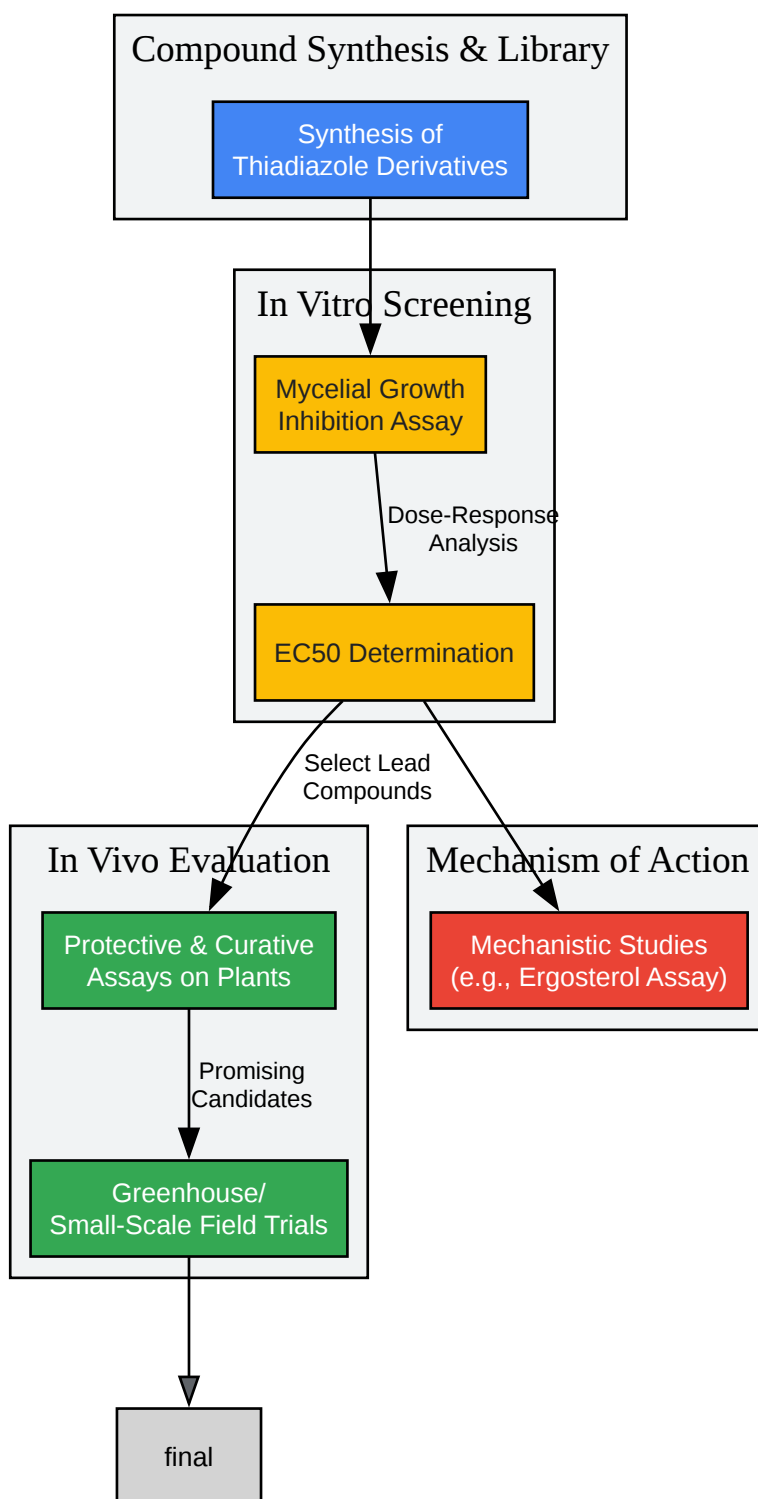 Compound Synthesis & Library
Synthesis of
Thiadiazole Derivatives
In Vitro Screening
Mycelial Growth
Inhibition Assay
Dose-Response
Analysis
EC50 Determination
Select Lead
Compounds
In Vivo Evaluation
Protective & Curative
Assays on Plants
Promising
Candidates
Greenhouse/
Small-Scale Field Trials
Mechanism of Action
Mechanistic Studies
(e.g., Ergosterol Assay)
final